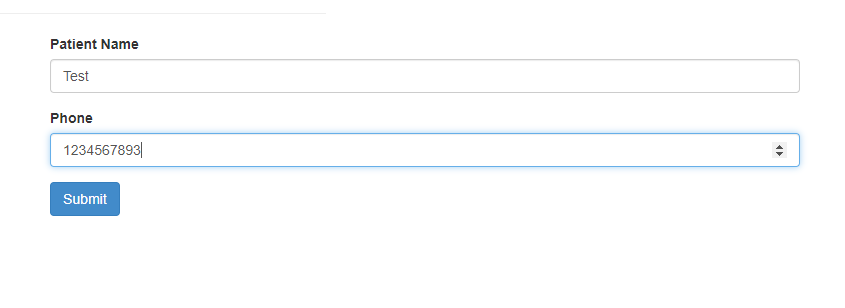 Patient Name
Test
Phone
1234567893
Submit